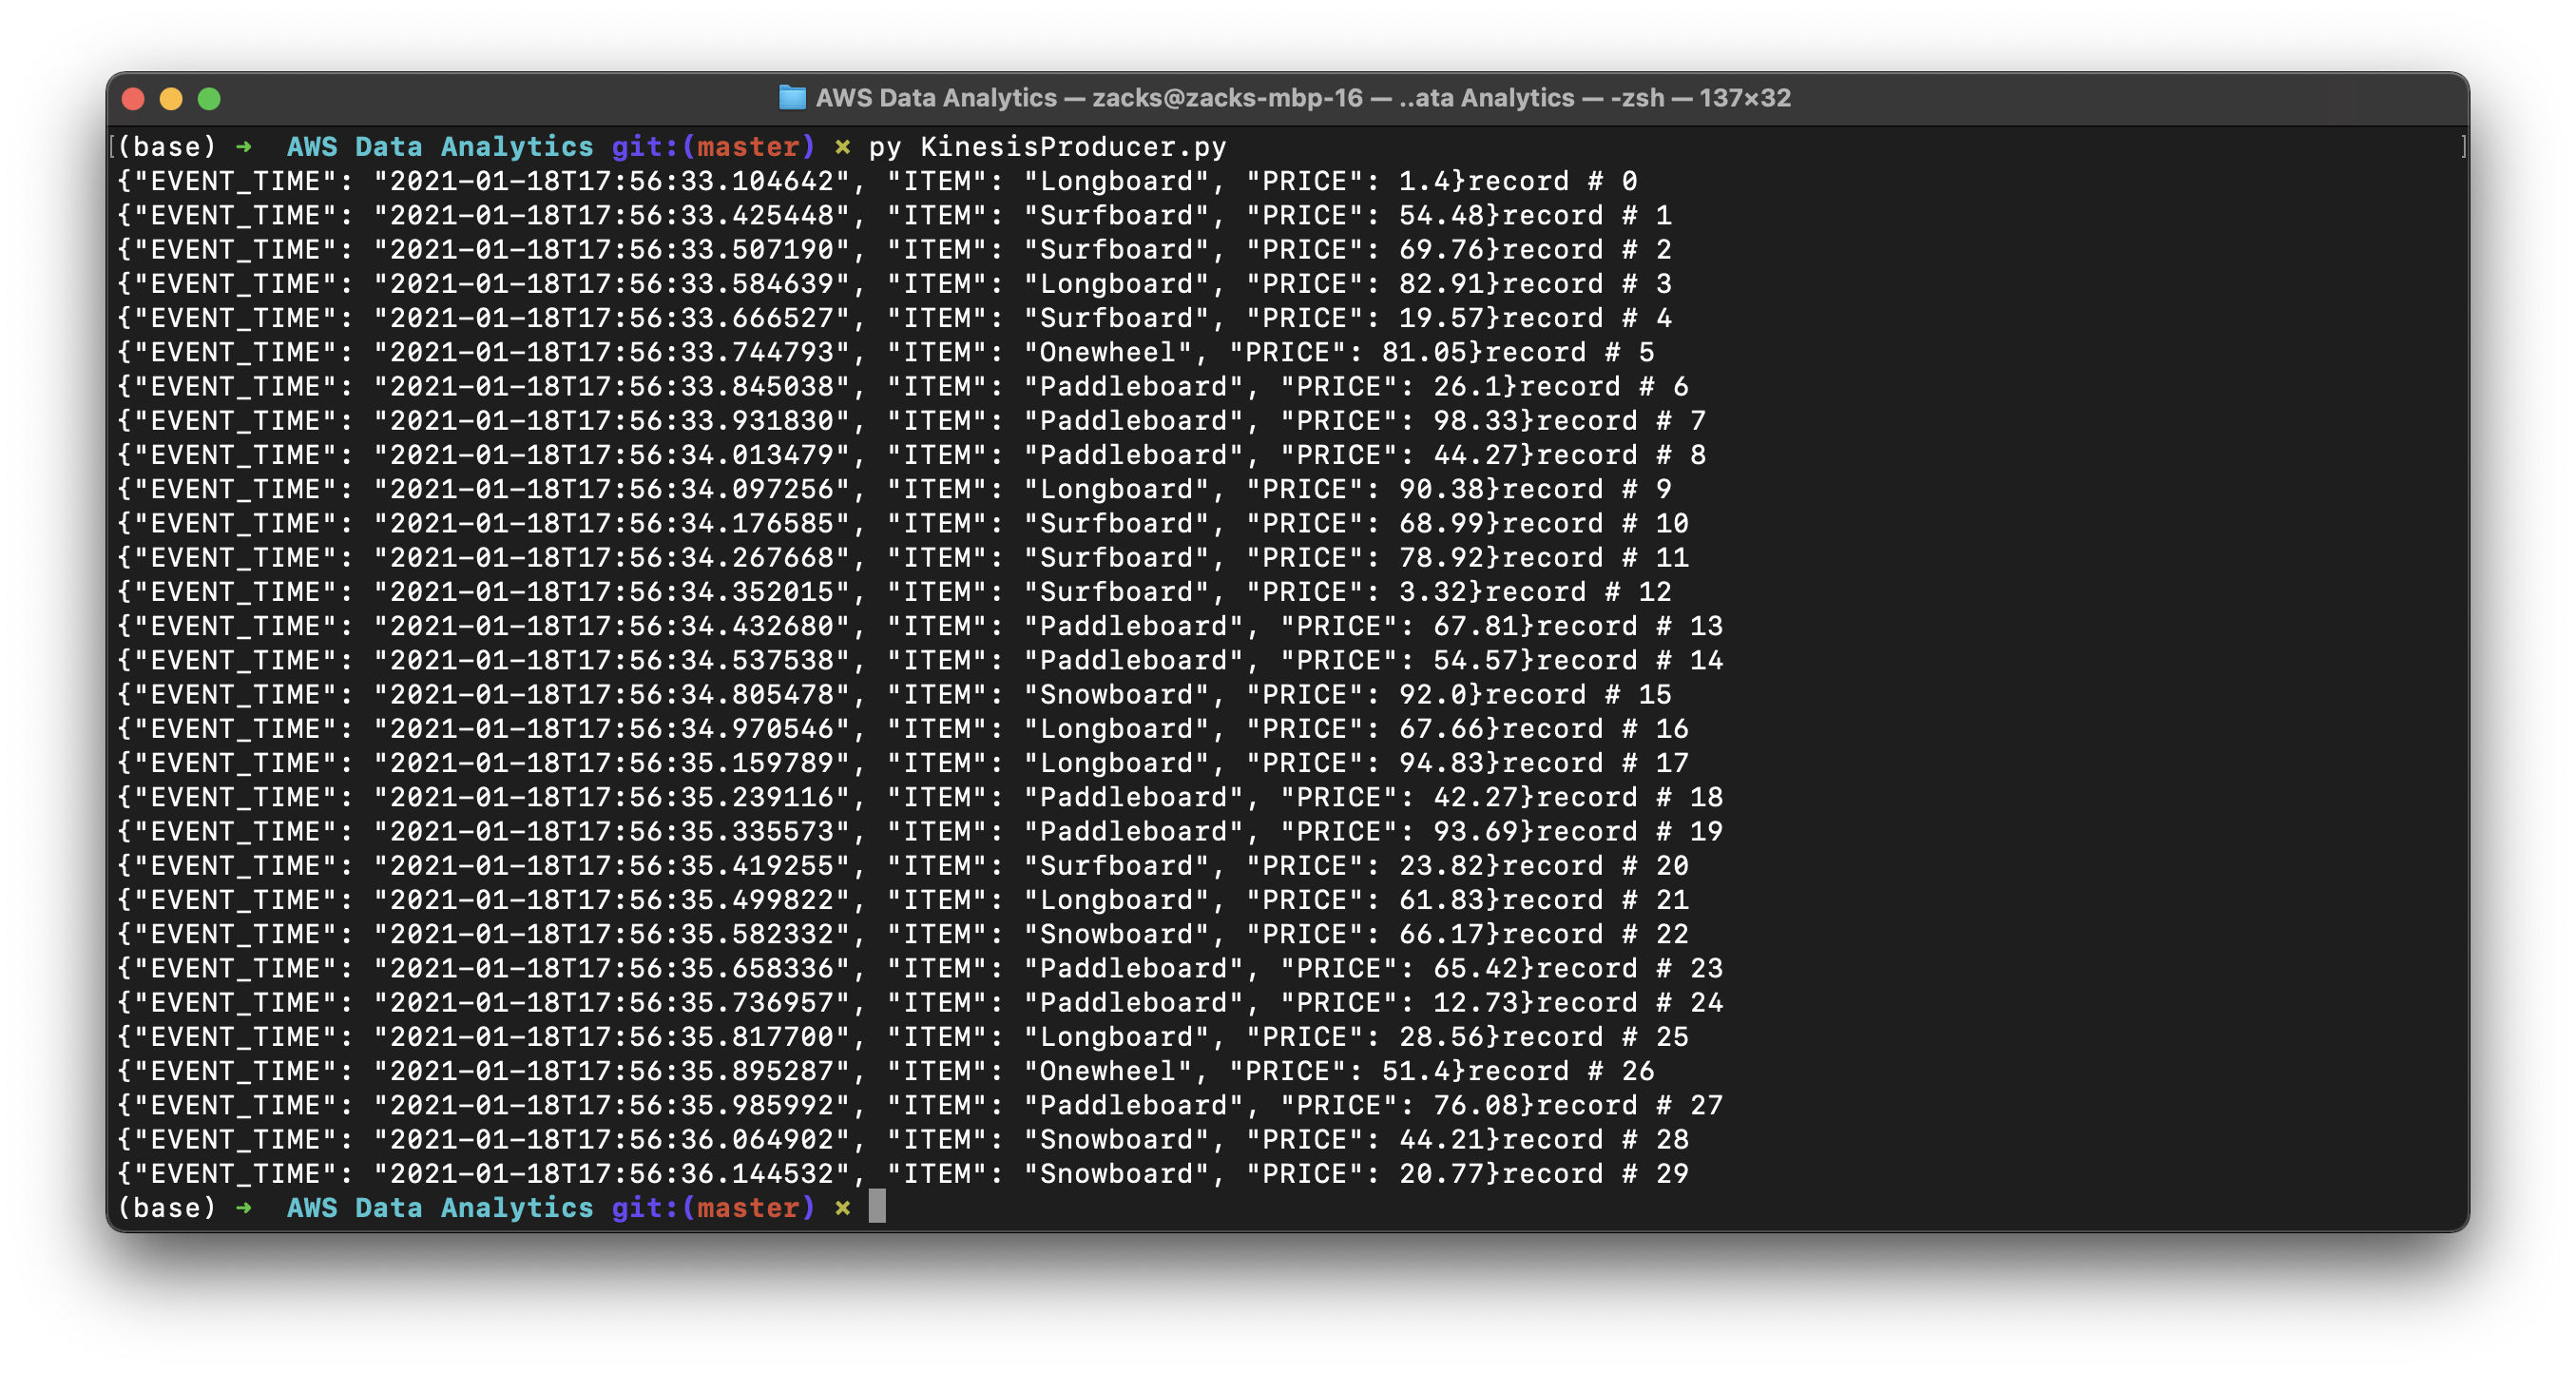 AWS Data Analytics — zacks@zacks-mbp-16 — ..ata Analytics — -zsh — 137×32
(base) ➜  AWS Data Analytics git:(master) ✗ py KinesisProducer.py
{"EVENT_TIME": "2021-01-18T17:56:33.104642", "ITEM": "Longboard", "PRICE": 1.4}record # 0
{"EVENT_TIME": "2021-01-18T17:56:33.425448", "ITEM": "Surfboard", "PRICE": 54.48}record # 1
{"EVENT_TIME": "2021-01-18T17:56:33.507190", "ITEM": "Surfboard", "PRICE": 69.76}record # 2
{"EVENT_TIME": "2021-01-18T17:56:33.584639", "ITEM": "Longboard", "PRICE": 82.91}record # 3
{"EVENT_TIME": "2021-01-18T17:56:33.666527", "ITEM": "Surfboard", "PRICE": 19.57}record # 4
{"EVENT_TIME": "2021-01-18T17:56:33.744793", "ITEM": "Onewheel", "PRICE": 81.05}record # 5
{"EVENT_TIME": "2021-01-18T17:56:33.845038", "ITEM": "Paddleboard", "PRICE": 26.1}record # 6
{"EVENT_TIME": "2021-01-18T17:56:33.931830", "ITEM": "Paddleboard", "PRICE": 98.33}record # 7
{"EVENT_TIME": "2021-01-18T17:56:34.013479", "ITEM": "Paddleboard", "PRICE": 44.27}record # 8
{"EVENT_TIME": "2021-01-18T17:56:34.097256", "ITEM": "Longboard", "PRICE": 90.38}record # 9
{"EVENT_TIME": "2021-01-18T17:56:34.176585", "ITEM": "Surfboard", "PRICE": 68.99}record # 10
{"EVENT_TIME": "2021-01-18T17:56:34.267668", "ITEM": "Surfboard", "PRICE": 78.92}record # 11
{"EVENT_TIME": "2021-01-18T17:56:34.352015", "ITEM": "Surfboard", "PRICE": 3.32}record # 12
{"EVENT_TIME": "2021-01-18T17:56:34.432680", "ITEM": "Paddleboard", "PRICE": 67.81}record # 13
{"EVENT_TIME": "2021-01-18T17:56:34.537538", "ITEM": "Paddleboard", "PRICE": 54.57}record # 14
{"EVENT_TIME": "2021-01-18T17:56:34.805478", "ITEM": "Snowboard", "PRICE": 92.0}record # 15
{"EVENT_TIME": "2021-01-18T17:56:34.970546", "ITEM": "Longboard", "PRICE": 67.66}record # 16
{"EVENT_TIME": "2021-01-18T17:56:35.159789", "ITEM": "Longboard", "PRICE": 94.83}record # 17
{"EVENT_TIME": "2021-01-18T17:56:35.239116", "ITEM": "Paddleboard", "PRICE": 42.27}record # 18
{"EVENT_TIME": "2021-01-18T17:56:35.335573", "ITEM": "Paddleboard", "PRICE": 93.69}record # 19
{"EVENT_TIME": "2021-01-18T17:56:35.419255", "ITEM": "Surfboard", "PRICE": 23.82}record # 20
{"EVENT_TIME": "2021-01-18T17:56:35.499822", "ITEM": "Longboard", "PRICE": 61.83}record # 21
{"EVENT_TIME": "2021-01-18T17:56:35.582332", "ITEM": "Snowboard", "PRICE": 66.17}record # 22
{"EVENT_TIME": "2021-01-18T17:56:35.658336", "ITEM": "Paddleboard", "PRICE": 65.42}record # 23
{"EVENT_TIME": "2021-01-18T17:56:35.736957", "ITEM": "Paddleboard", "PRICE": 12.73}record # 24
{"EVENT_TIME": "2021-01-18T17:56:35.817700", "ITEM": "Longboard", "PRICE": 28.56}record # 25
{"EVENT_TIME": "2021-01-18T17:56:35.895287", "ITEM": "Onewheel", "PRICE": 51.4}record # 26
{"EVENT_TIME": "2021-01-18T17:56:35.985992", "ITEM": "Paddleboard", "PRICE": 76.08}record # 27
{"EVENT_TIME": "2021-01-18T17:56:36.064902", "ITEM": "Snowboard", "PRICE": 44.21}record # 28
{"EVENT_TIME": "2021-01-18T17:56:36.144532", "ITEM": "Snowboard", "PRICE": 20.77}record # 29
(base) ➜  AWS Data Analytics git:(master) ✗